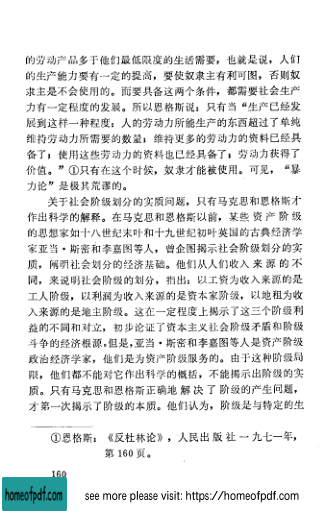 的劳动产品多于他们最低限度的生活需要，也就是说，人们
的生产能力要有一定的提高，要使奴隶主有利可图，否则奴
隶主是不会使用的。而要具备这两个条件，都需要社会生产
力有一定程度的发展。所以恩格斯说：只有当“生产已经发
展到这样一种程度：人的劳动力所能生产的东西超过了单纯
维持劳动力所需要的数量；维持更多的劳动力的资料已经具
备了；使用这些劳动力的资料也已经具备了；劳动力获得了
价值。”①只有在这个时候，奴隶才能被使用。可见，“暴
力论”是极其荒谬的。
关于社会阶级划分的实质问题，只有马克思和恩格斯才
作出科学的解释。在马克思和恩格斯以前，某些资产阶级
的思想家如十八世纪末叶和十九世纪初叶英国的古典经济学
家亚当·斯密和李嘉图等人，曾企图揭示社会阶级划分的实
质，阐明社会划分的经济基础。他们从人们收入来源的不
同，来说明社会阶级的划分，指出：以工资为收入来源的是
工人阶级，以利润为收入来源的是资本家阶级，以地租为收
入来源的是地主阶级。这在一定程度上揭示了这三个阶级利
益的不同和对立，初步论证了资本主义社会阶级矛盾和阶级
斗争的经济根源。但是，亚当·斯密和李嘉图等人是资产阶级
政治经济学家，他们是为资产阶级服务的。由于这种阶级局
限，他们都不能对它作出科学的概括，不能揭示出阶级的实
质。只有马克思和恩格斯正确地解决了阶级的产生问题，
才第一次揭示了阶级的本质。他们认为，阶级是与特定的生
①恩格斯：《反杜林论》，人民出版社一九七一年，
第160页。
160
homeofpdf.com
see more please visit: https://homeofpdf.com